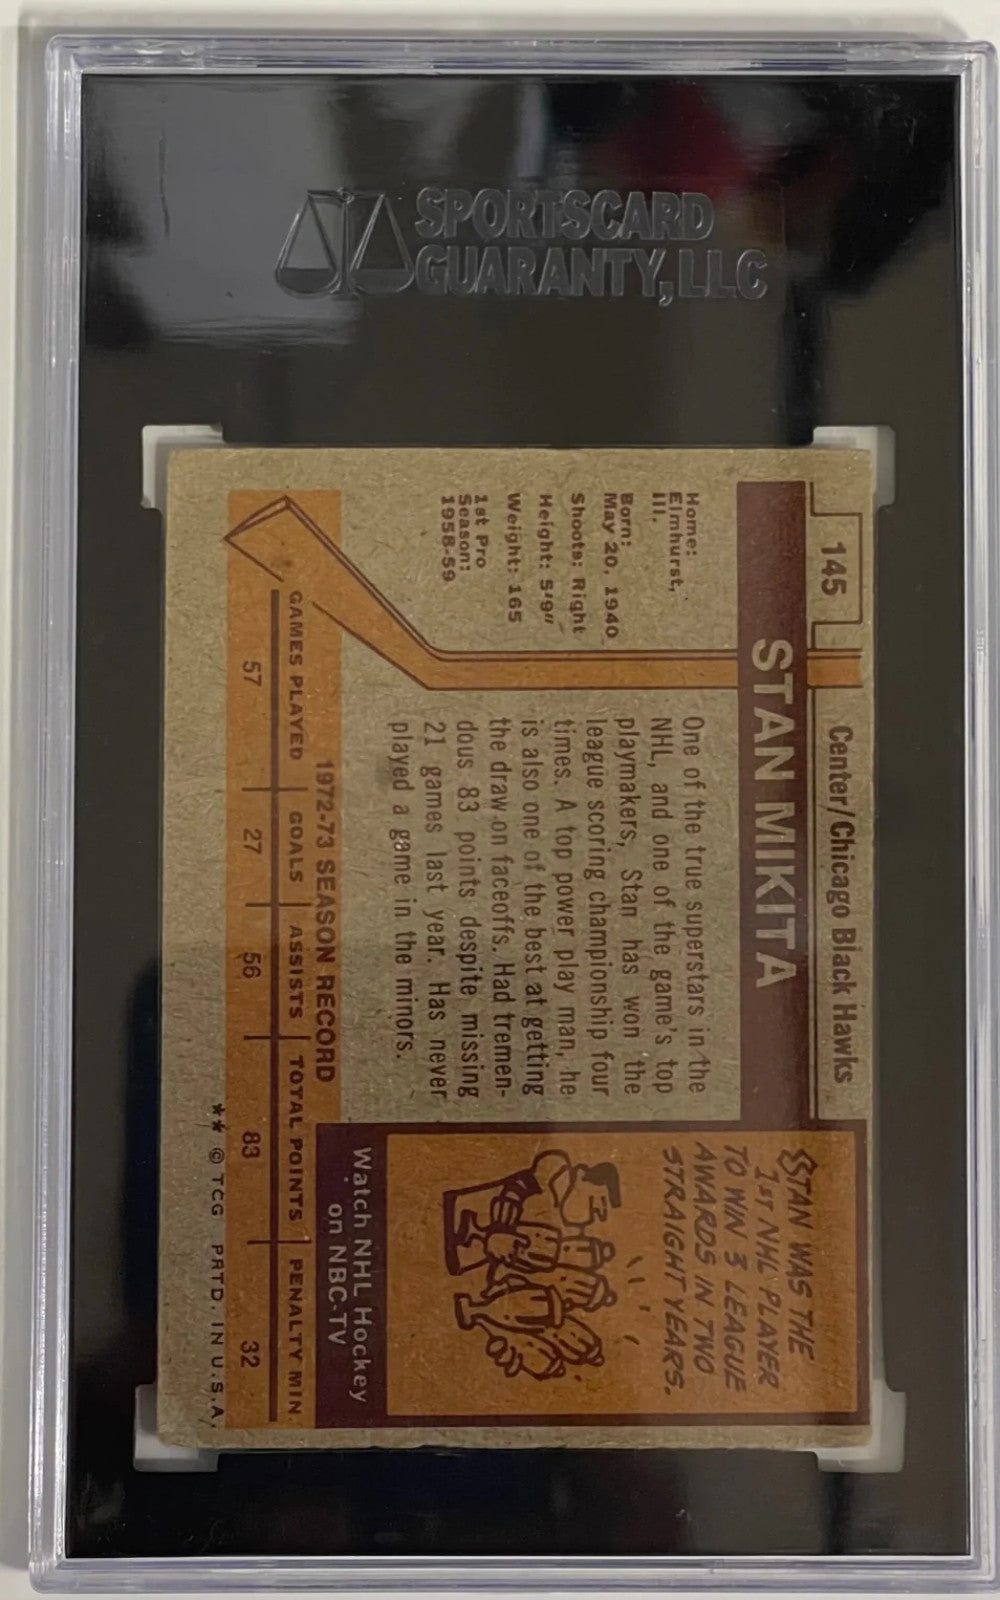 SPORTSCARD
GUARANTY, LLC
145
Center/Chicago Black Hawks
STAN MIKITA
Home:
Elmhurst,
Ill.
Born:
May 20, 1940
Shoots: Right
Height: 5'9"
Weight: 165
1st Pro
Season:
1958-59
One of the true superstars in the
NHL, and one of the game's top
playmakers, Stan has won the
league scoring championship four
times. A top power play man, he
is also one of the best at getting
the draw on faceoffs. Had tremen-
dous 83 points despite missing
21 games last year. Has never
played a game in the minors.
STAN WAS THE
1ST NHL PLAYER
TO WIN 3 LEAGUE
AWARDS IN TWO
STRAIGHT YEARS.
Watch NHL Hockey
on NBC-TV
1972-73 SEASON RECORD
GAMES PLAYED GOALS ASSISTS TOTAL POINTS PENALTY MIN.
57 27 56 83 32
** © TCG PRTD. IN U.S.A.